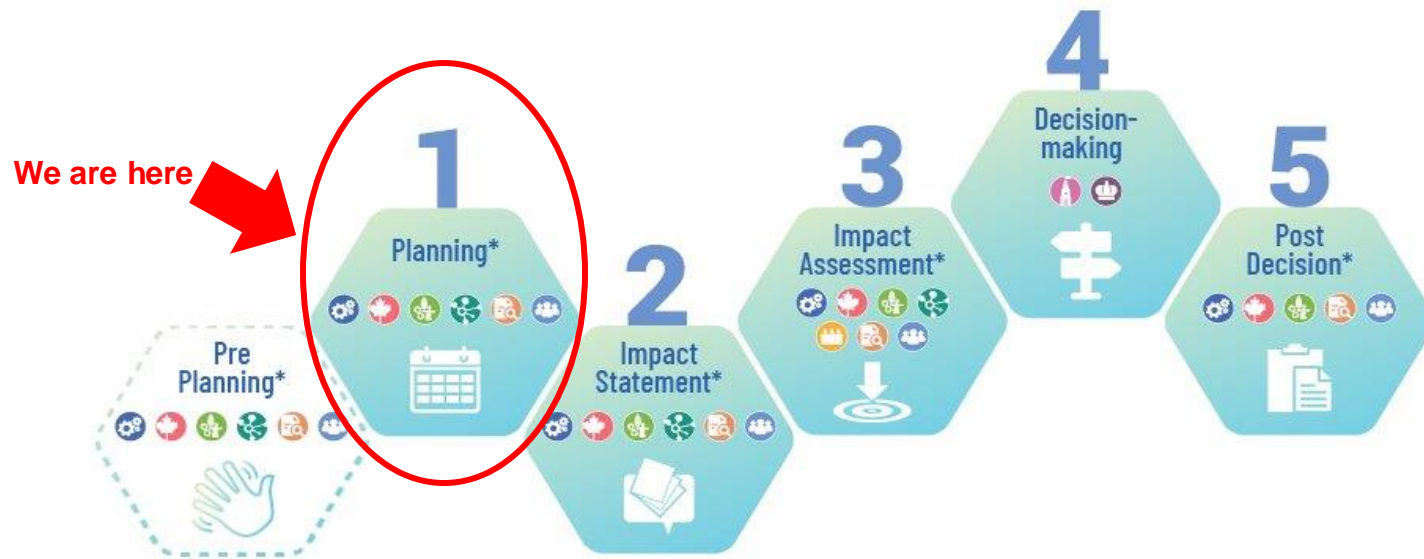 We are here
Pre
Planning*
1
Planning*
2
Impact
Statement*
3
Impact
Assessment*
4
Decision-
making
5
Post
Decision*